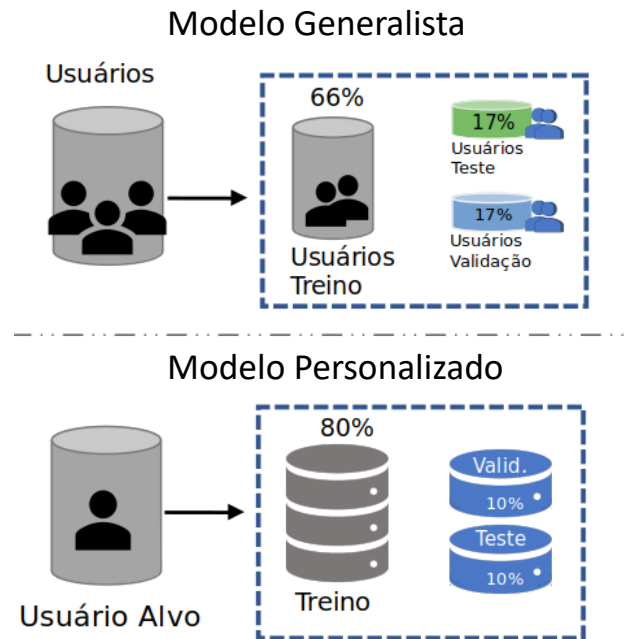 Modelo Generalista
Usuários
66%
17%
Usuários
Teste
17%
Usuários
Validação
Usuários
Treino
Modelo Personalizado
80%
Valid.
10%
Teste
10%
Treino
Usuário Alvo